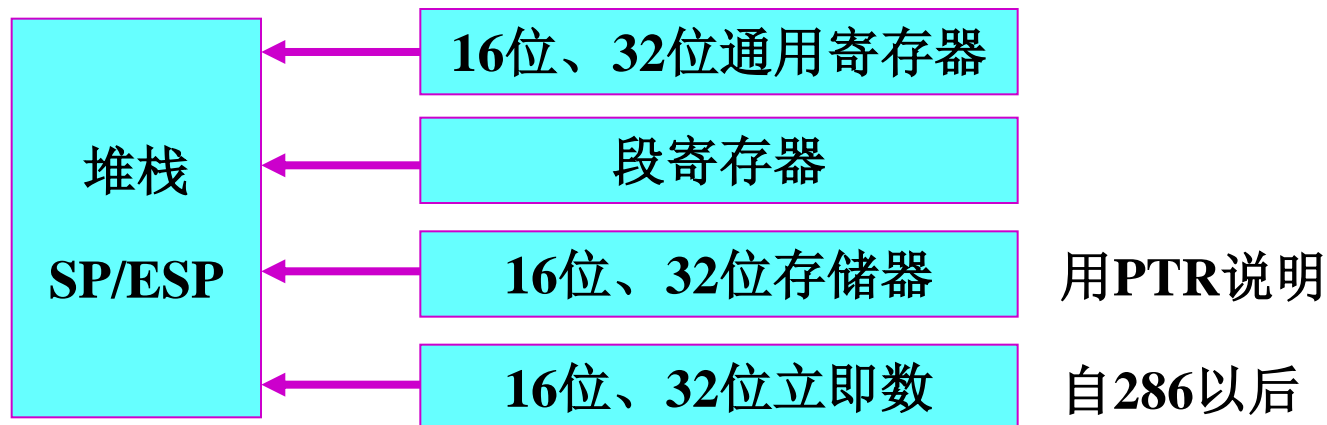 堆栈
SP/ESP
16位、32位通用寄存器
段寄存器
16位、32位存储器
用PTR说明
16位、32位立即数
自286以后